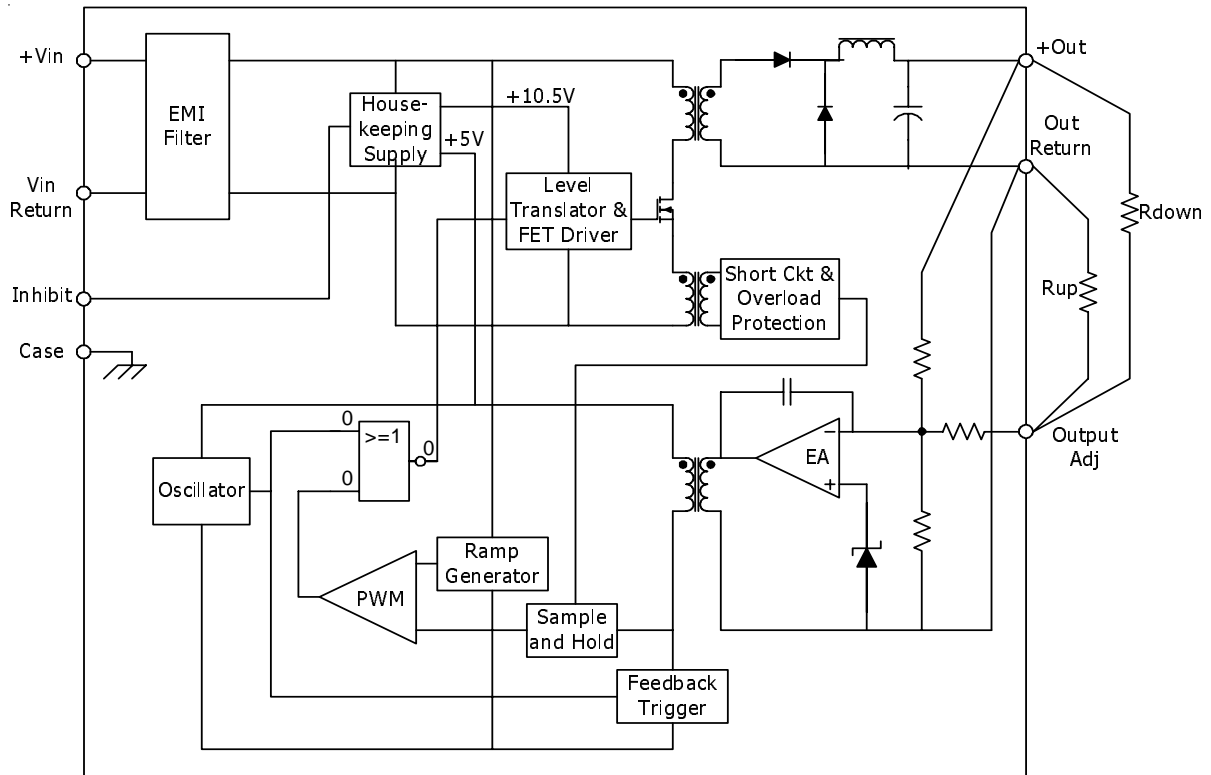 +Vin
EMI
Filter
Vin
Return
Inhibit
Case
House-
keeping
Supply
+10.5V
+5V
Level
Translator &
FET Driver
Short Ckt &
Overload
Protection
+Out
Out
Return
Rdown
Rup
Output
Adj
0
>=1
0
0
Oscillator
EA
−
+
Ramp
Generator
PWM
Sample
and Hold
Feedback
Trigger